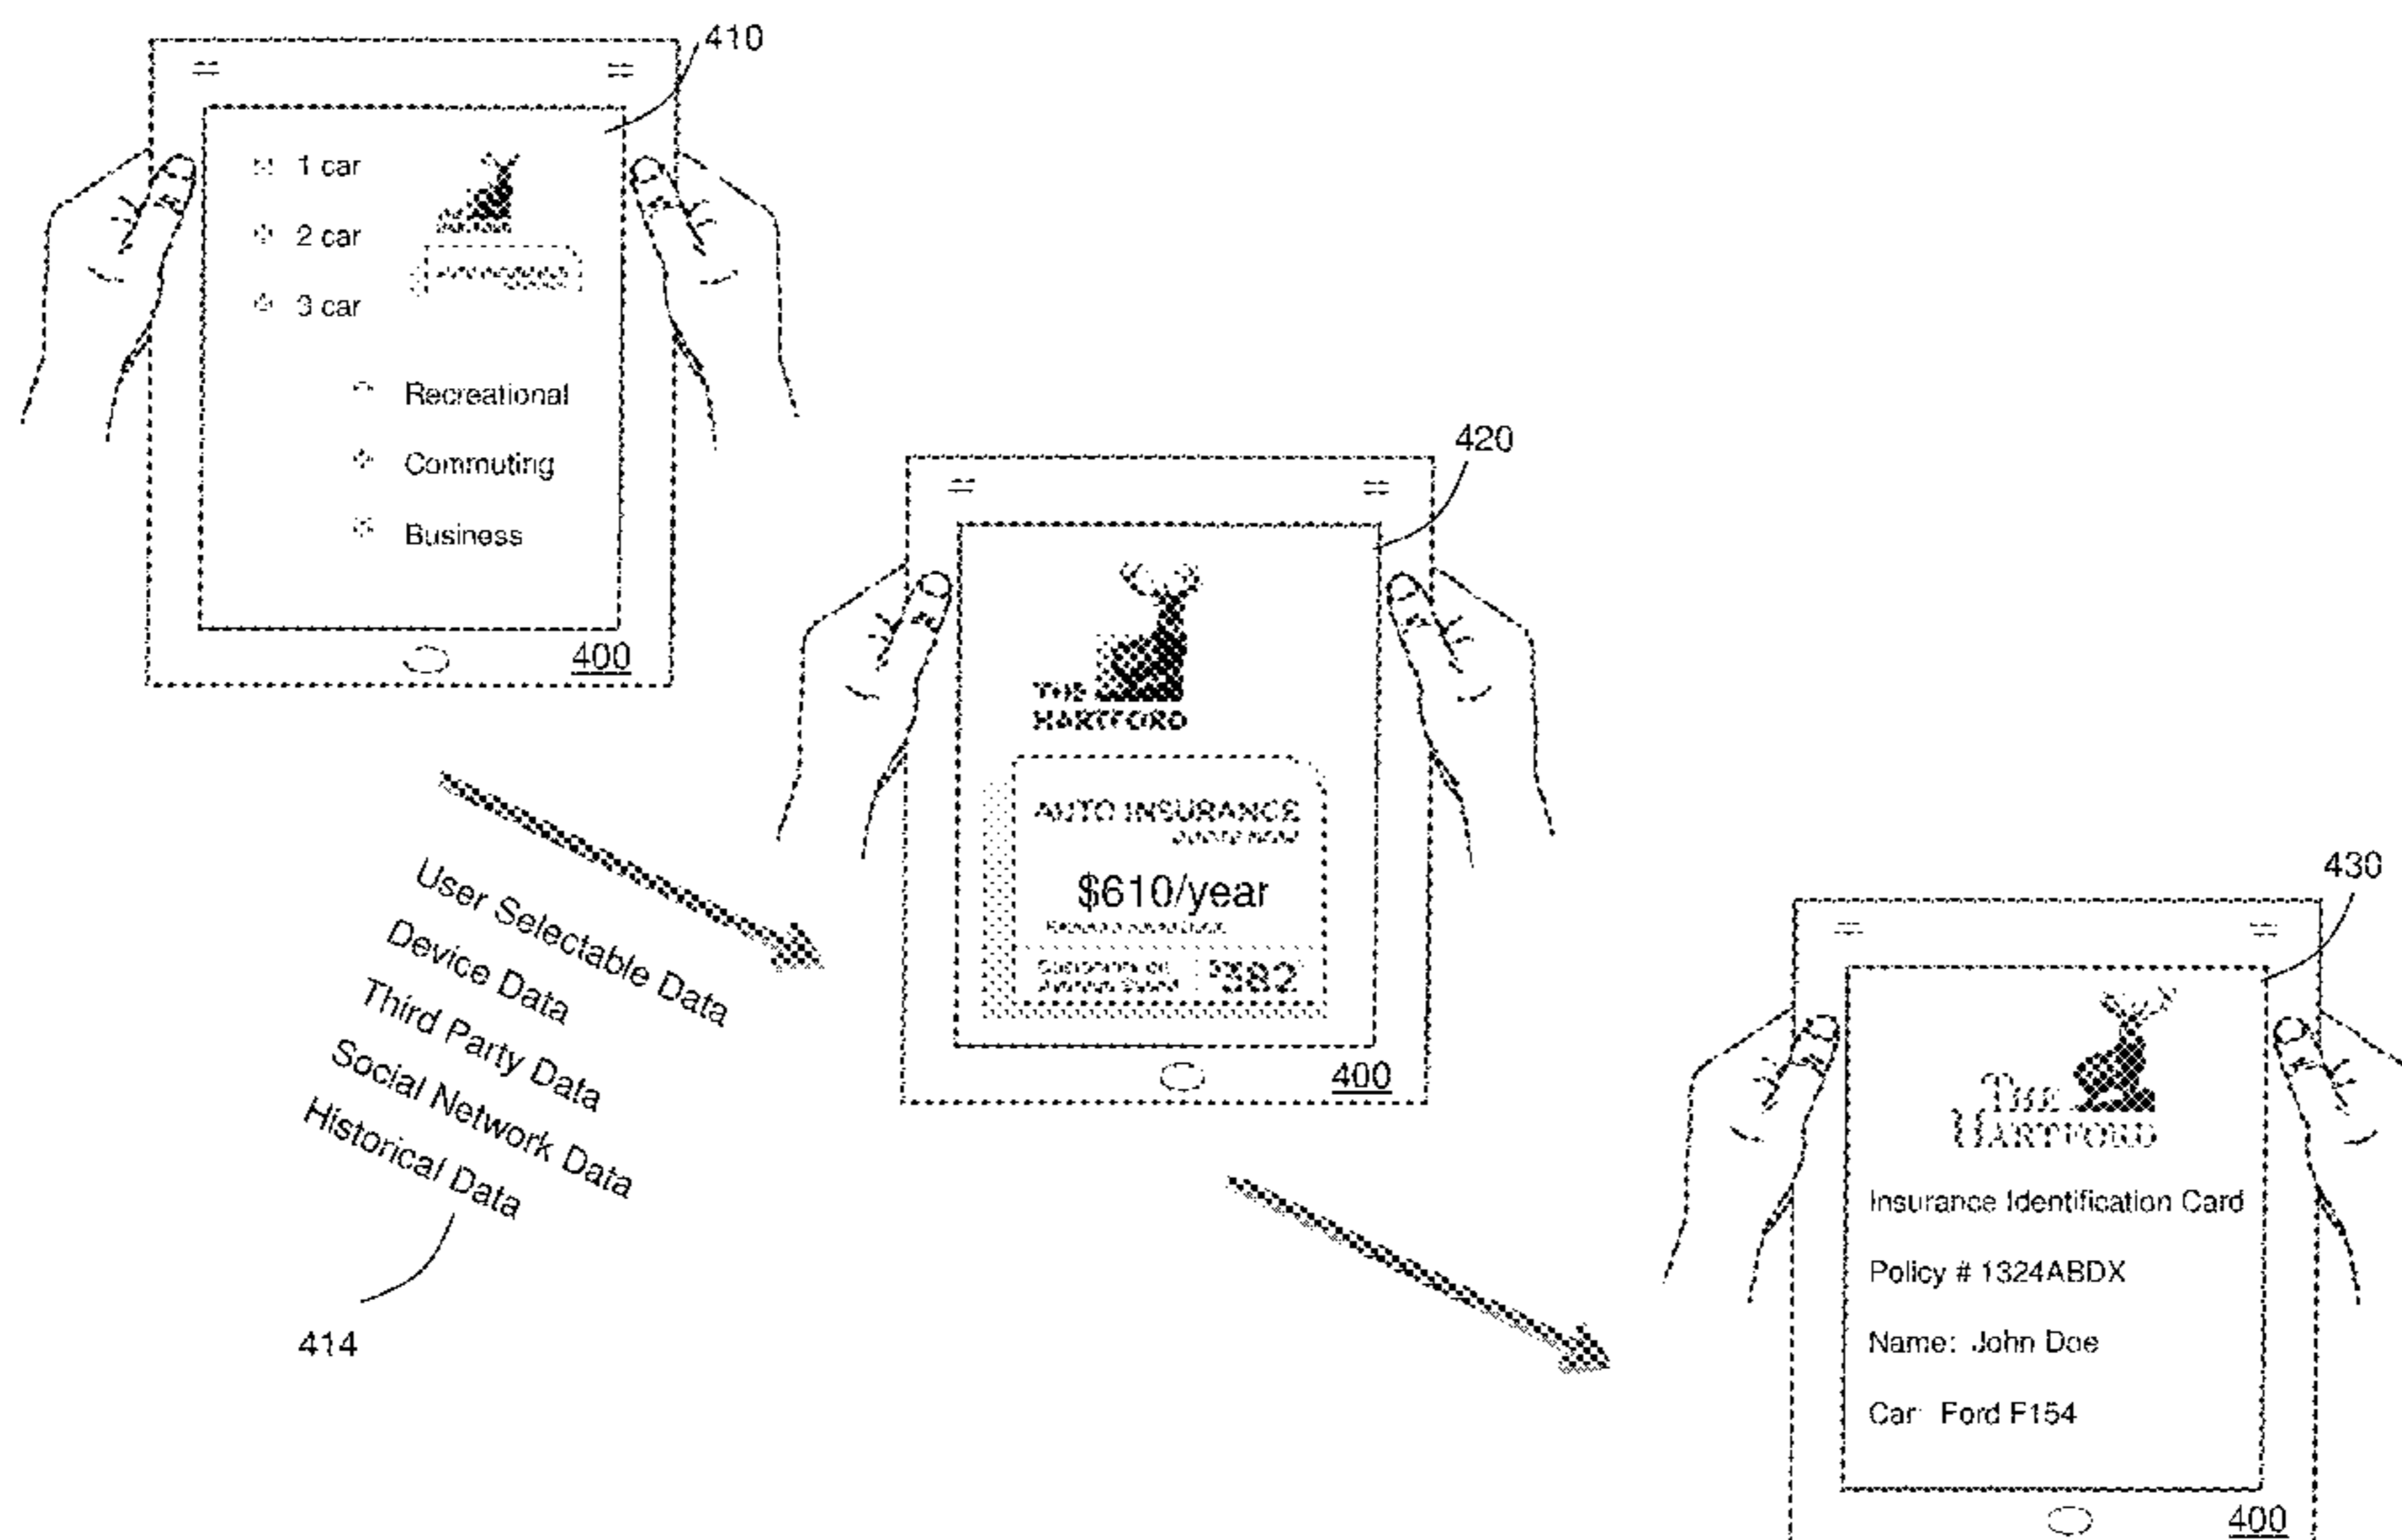 410
1 car
2 car
3 car
Recreational
Commuting
Business
400
User Selectable Data
Device Data
Third Party Data
Social Network Data
Historical Data
414
420
THE
HARTFORD
AUTO INSURANCE
QUOTE NOW
$610/year
$382
400
430
THE
HARTFORD
Insurance Identification Card
Policy # 1324ABDX
Name: John Doe
Car: Ford F154
400